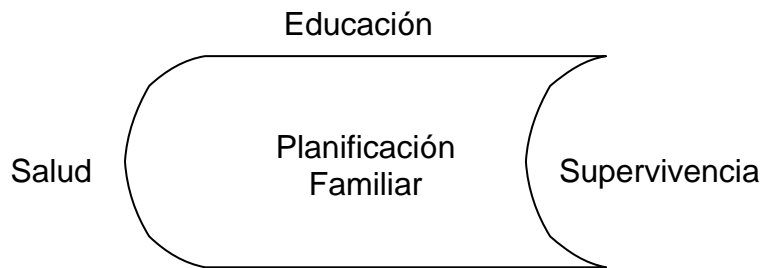 Educación
Salud
Planificación
Familiar
Supervivencia